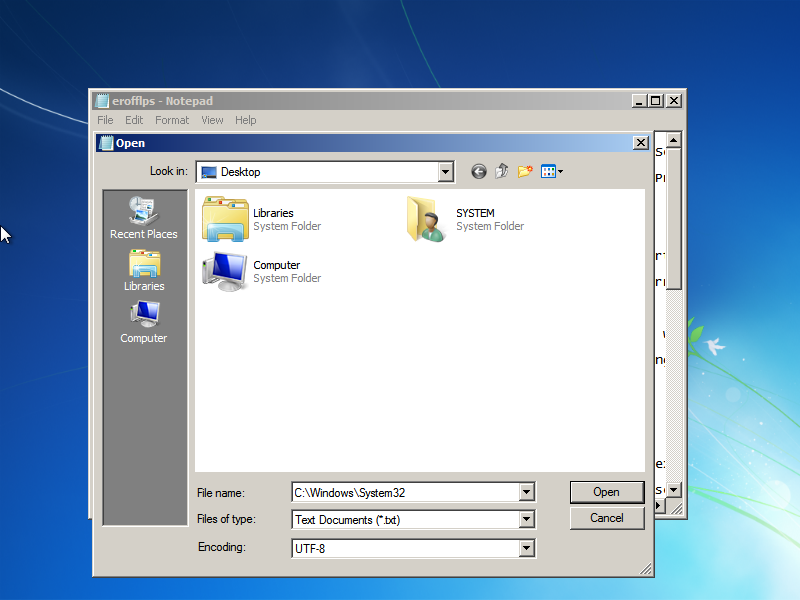 erofflps - Notepad
File Edit Format View Help
Open
Look in: Desktop
Recent Places
Libraries
Computer
Libraries
System Folder
SYSTEM
System Folder
Computer
System Folder
File name: C:\Windows\System32
Files of type: Text Documents (*.txt)
Encoding: UTF-8
Open
Cancel